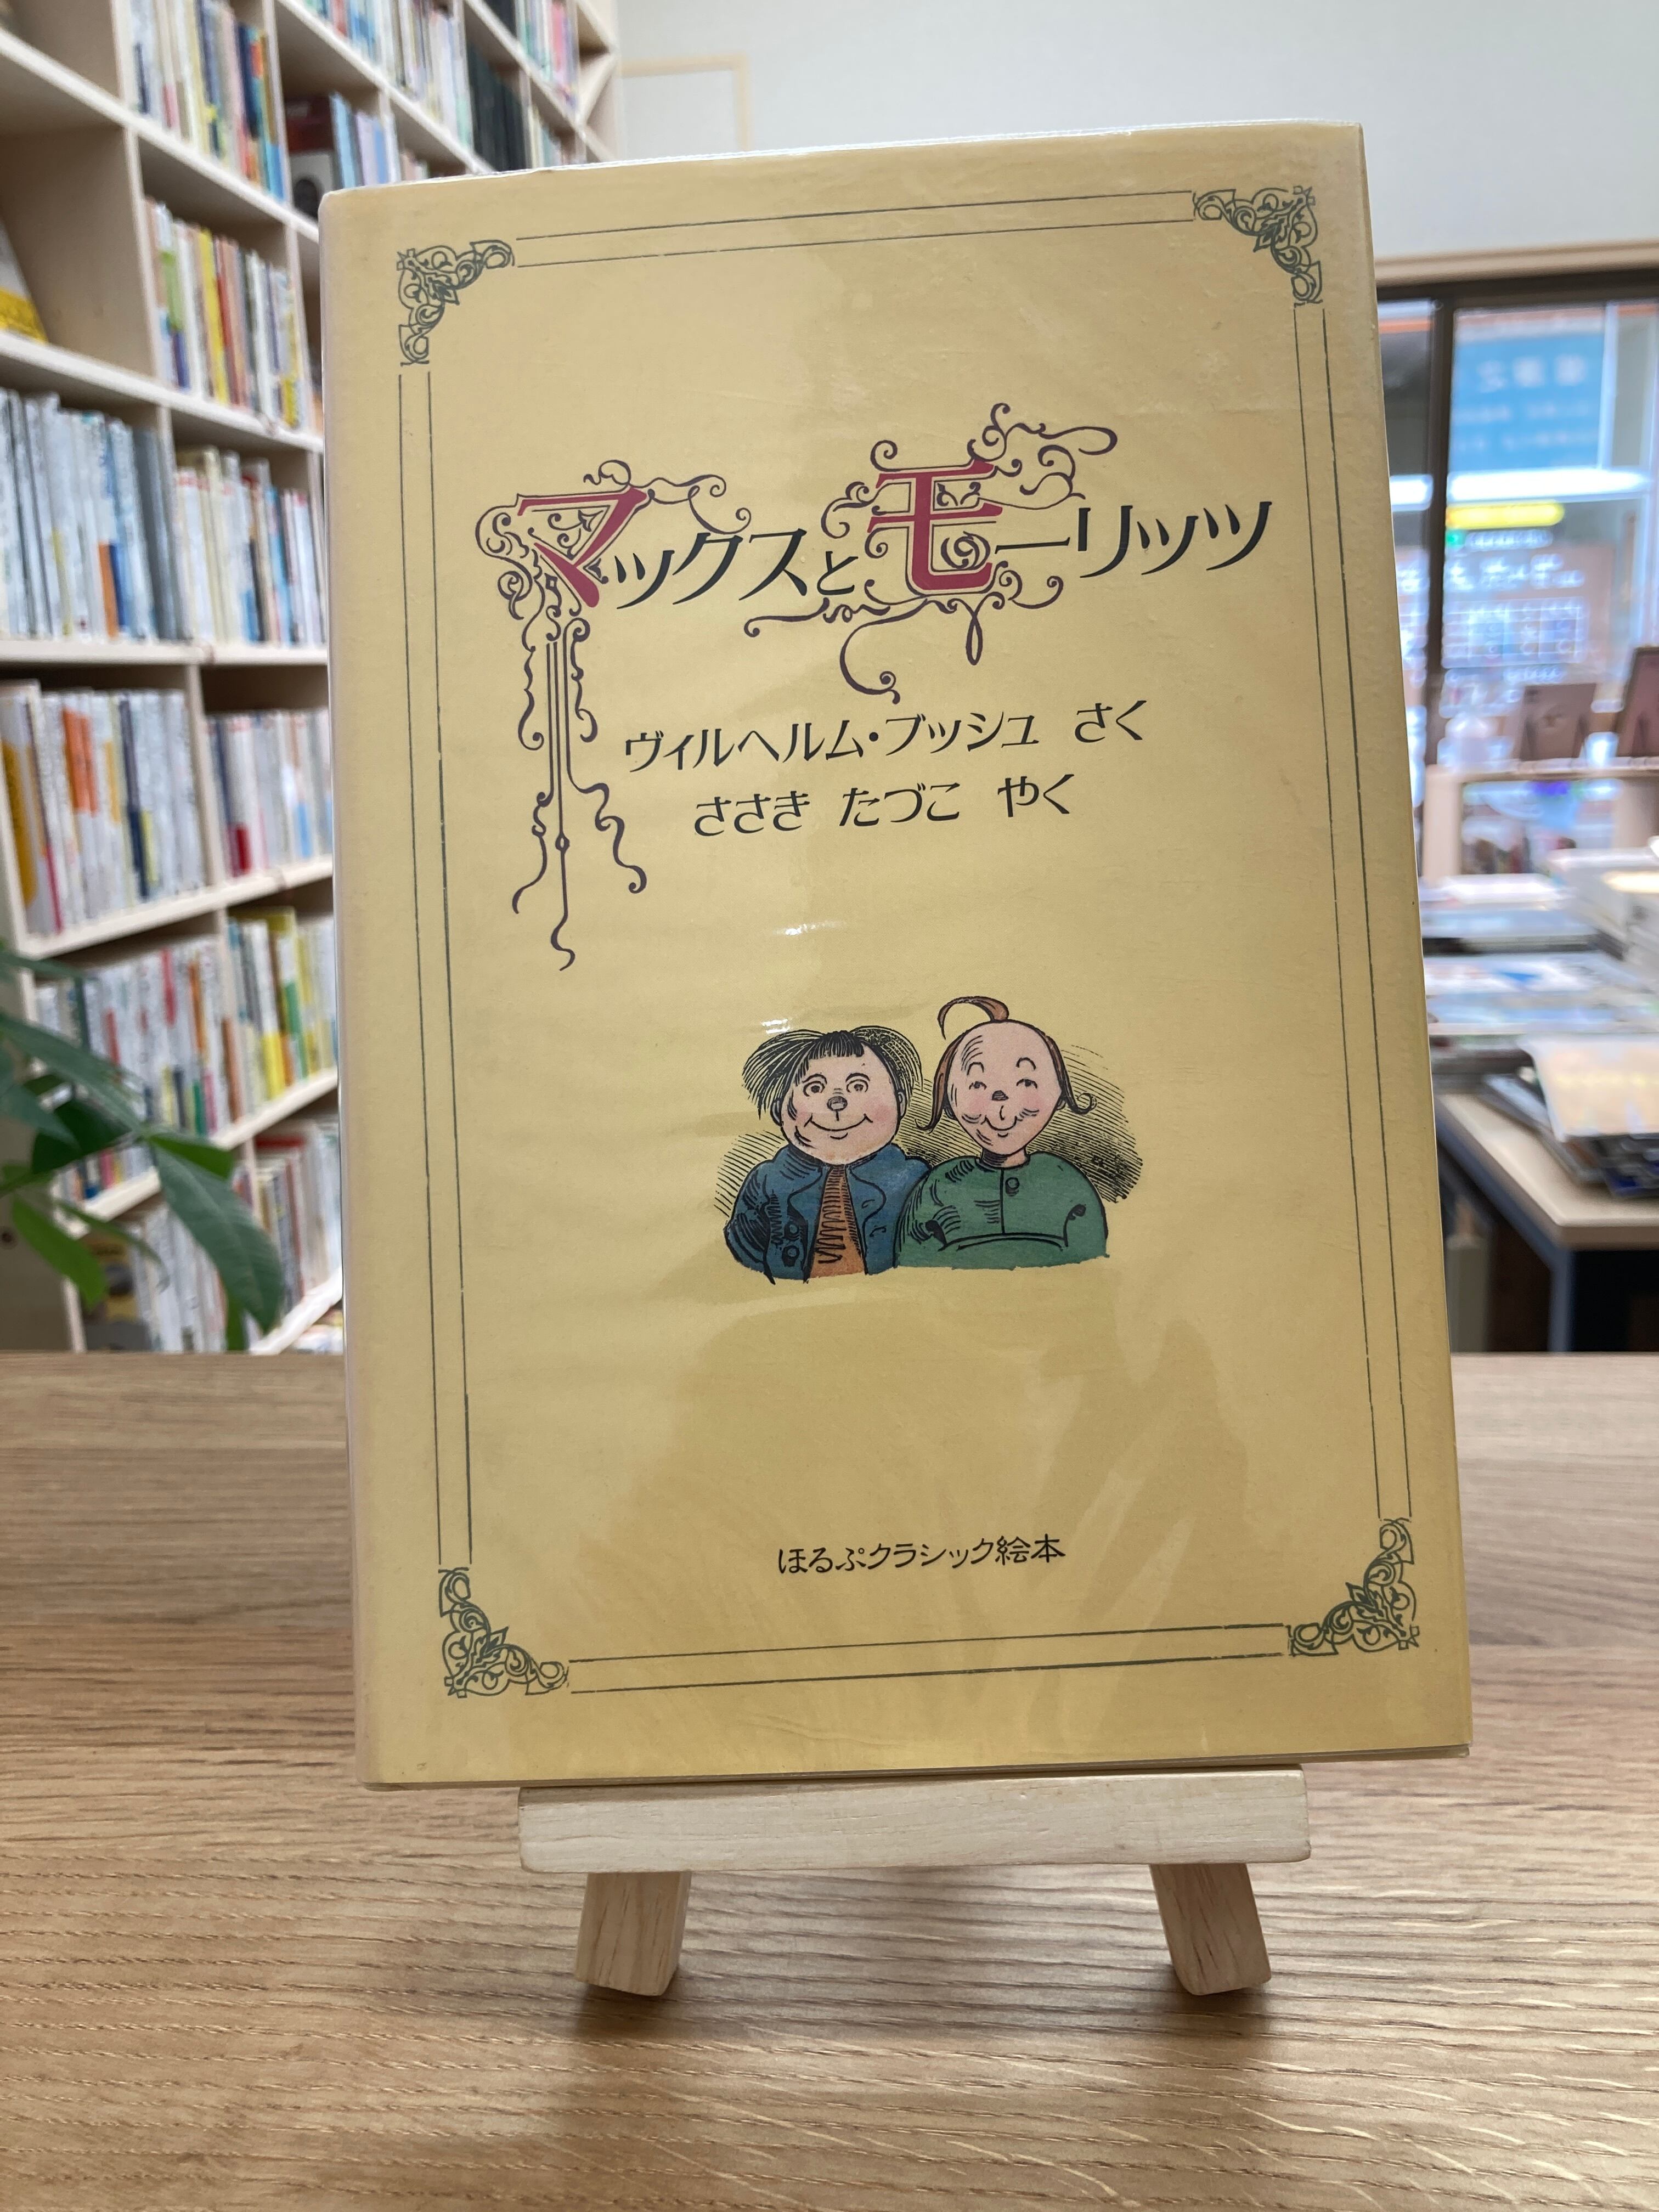 マックスとモーリッツ
ヴィルヘルム・ブッシュ さく
ささき たづこ やく
ほるぷクラシック絵本